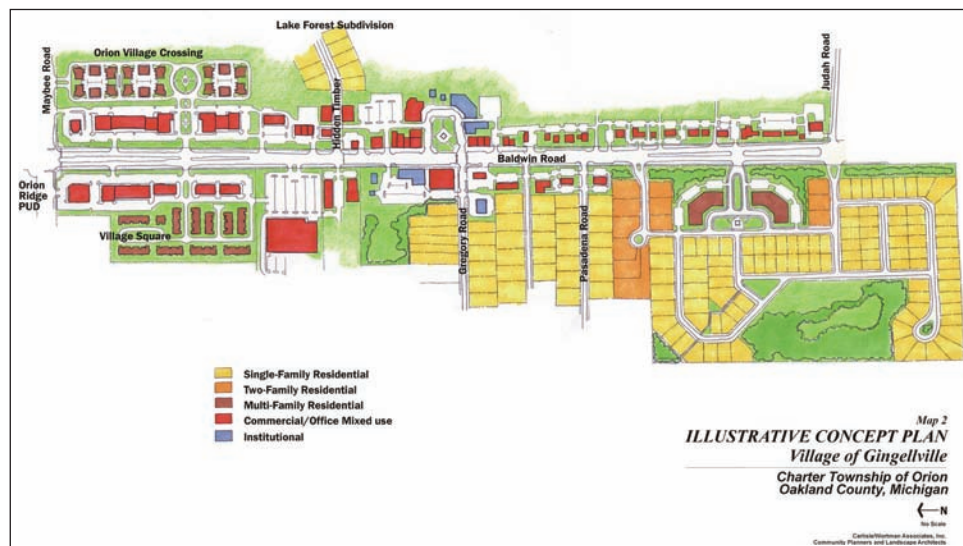 Lake Forest Subdivision
Orion Village Crossing
Maybee Road
Hidden Timber
Judah Road
Baldwin Road
Orion
Ridge
PUD
Village Square
Gregory Road
Pasadena Road
Single-Family Residential
Two-Family Residential
Multi-Family Residential
Commercial/Office Mixed use
Institutional
Map 2
ILLUSTRATIVE CONCEPT PLAN
Village of Gingellville
Charter Township of Orion
Oakland County, Michigan
N
No Scale
Carlisle/Wortman Associates, Inc.
Community Planners and Landscape Architects